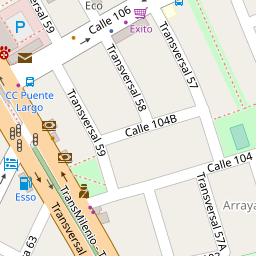 Eco
Calle 106
Transversal 59
P
Éxito
Transversal 57
CC Puente
Largo
Transversal 58
Transversal 59
Calle 104B
Calle 104
Esso
TransMilenio
Transversal
Array
Transversal 57A
a 63